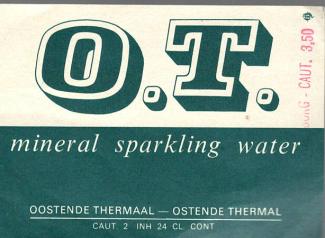 O.T.
mineral sparkling water
OOSTENDE THERMAAL — OSTENDE THERMAL
CAUT. 2 INH 24 CL. CONT
- CAUT. 3,50